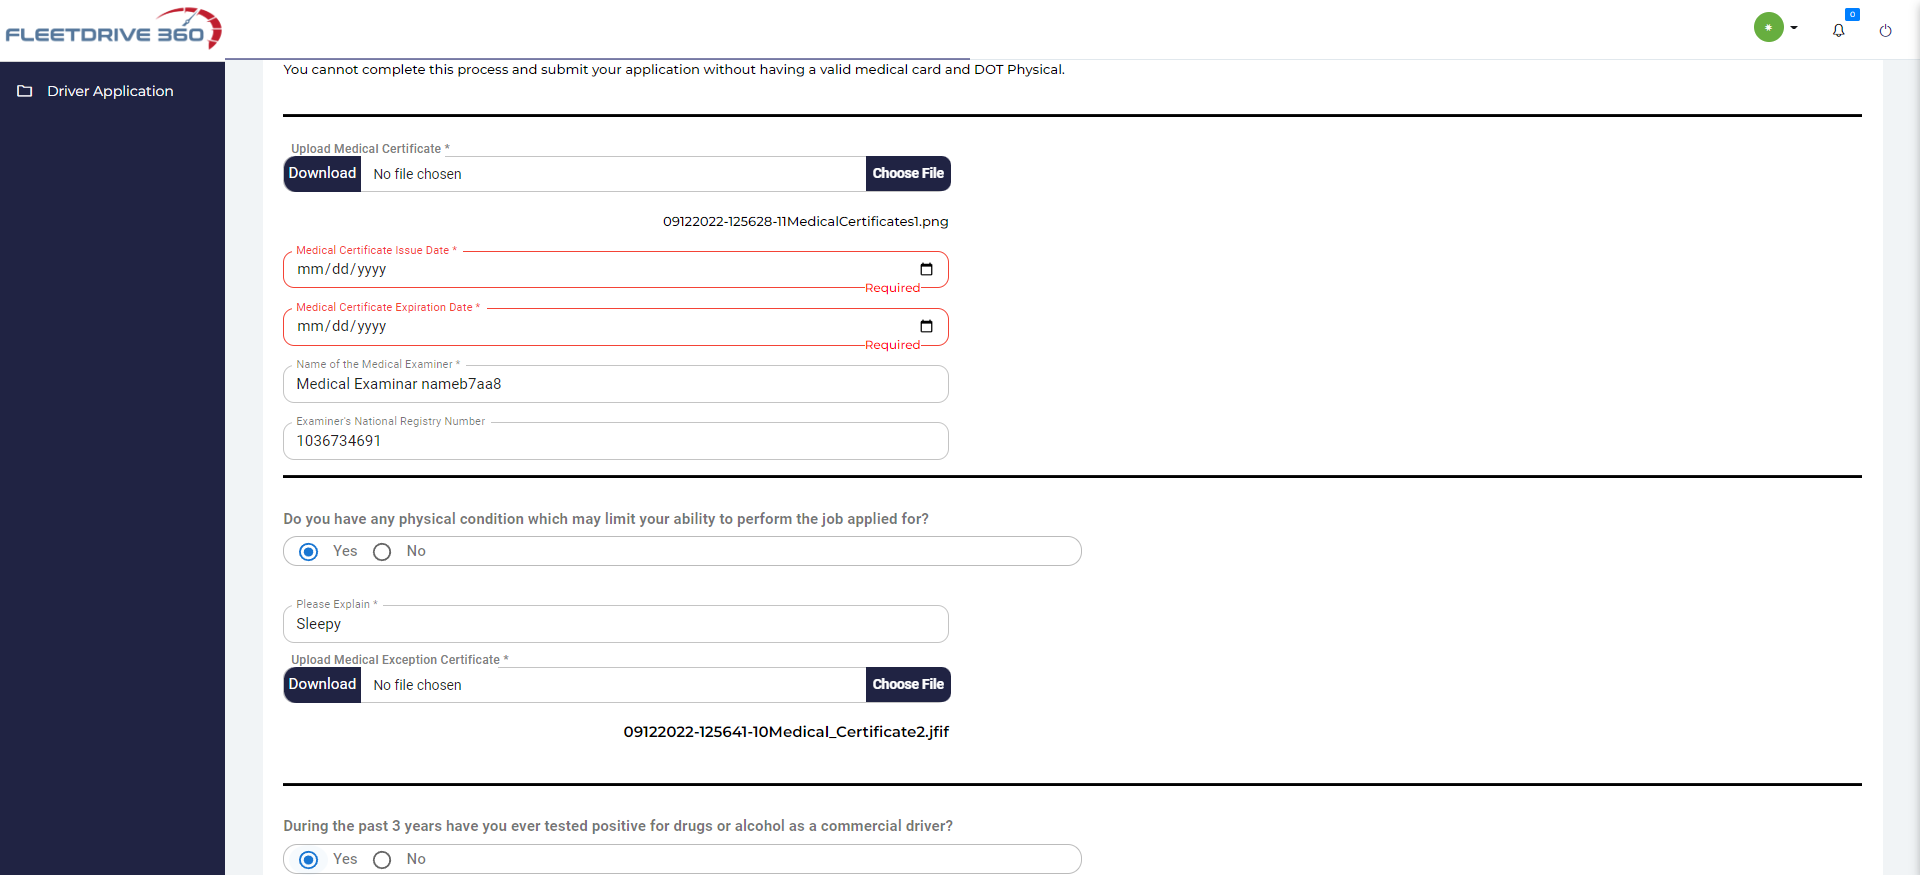 FLEETDRIVE 360
0
Driver Application
You cannot complete this process and submit your application without having a valid medical card and DOT Physical.
Upload Medical Certificate *
Download No file chosen Choose File
09122022-125628-11MedicalCertificates1.png
Medical Certificate Issue Date *
mm/dd/yyyy
Required
Medical Certificate Expiration Date *
mm/dd/yyyy
Required
Name of the Medical Examiner *
Medical Examinar nameb7aa8
Examiner's National Registry Number
1036734691
Do you have any physical condition which may limit your ability to perform the job applied for?
Yes No
Please Explain *
Sleepy
Upload Medical Exception Certificate *
Download No file chosen Choose File
09122022-125641-10Medical_Certificate2.jfif
During the past 3 years have you ever tested positive for drugs or alcohol as a commercial driver?
Yes No